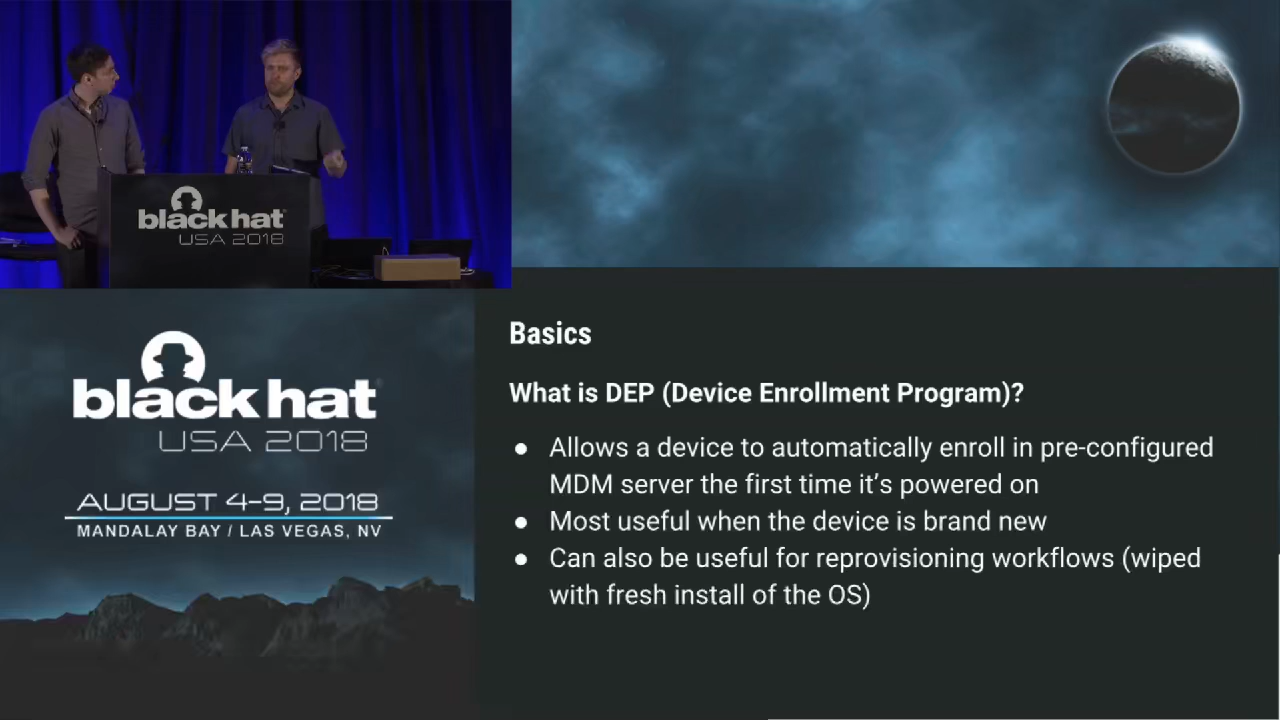 black hat
USA 2018
black hat
USA 2018
AUGUST 4-9, 2018
MANDALAY BAY / LAS VEGAS, NV
Basics
What is DEP (Device Enrollment Program)?
● Allows a device to automatically enroll in pre-configured
MDM server the first time it’s powered on
● Most useful when the device is brand new
● Can also be useful for reprovisioning workflows (wiped
with fresh install of the OS)